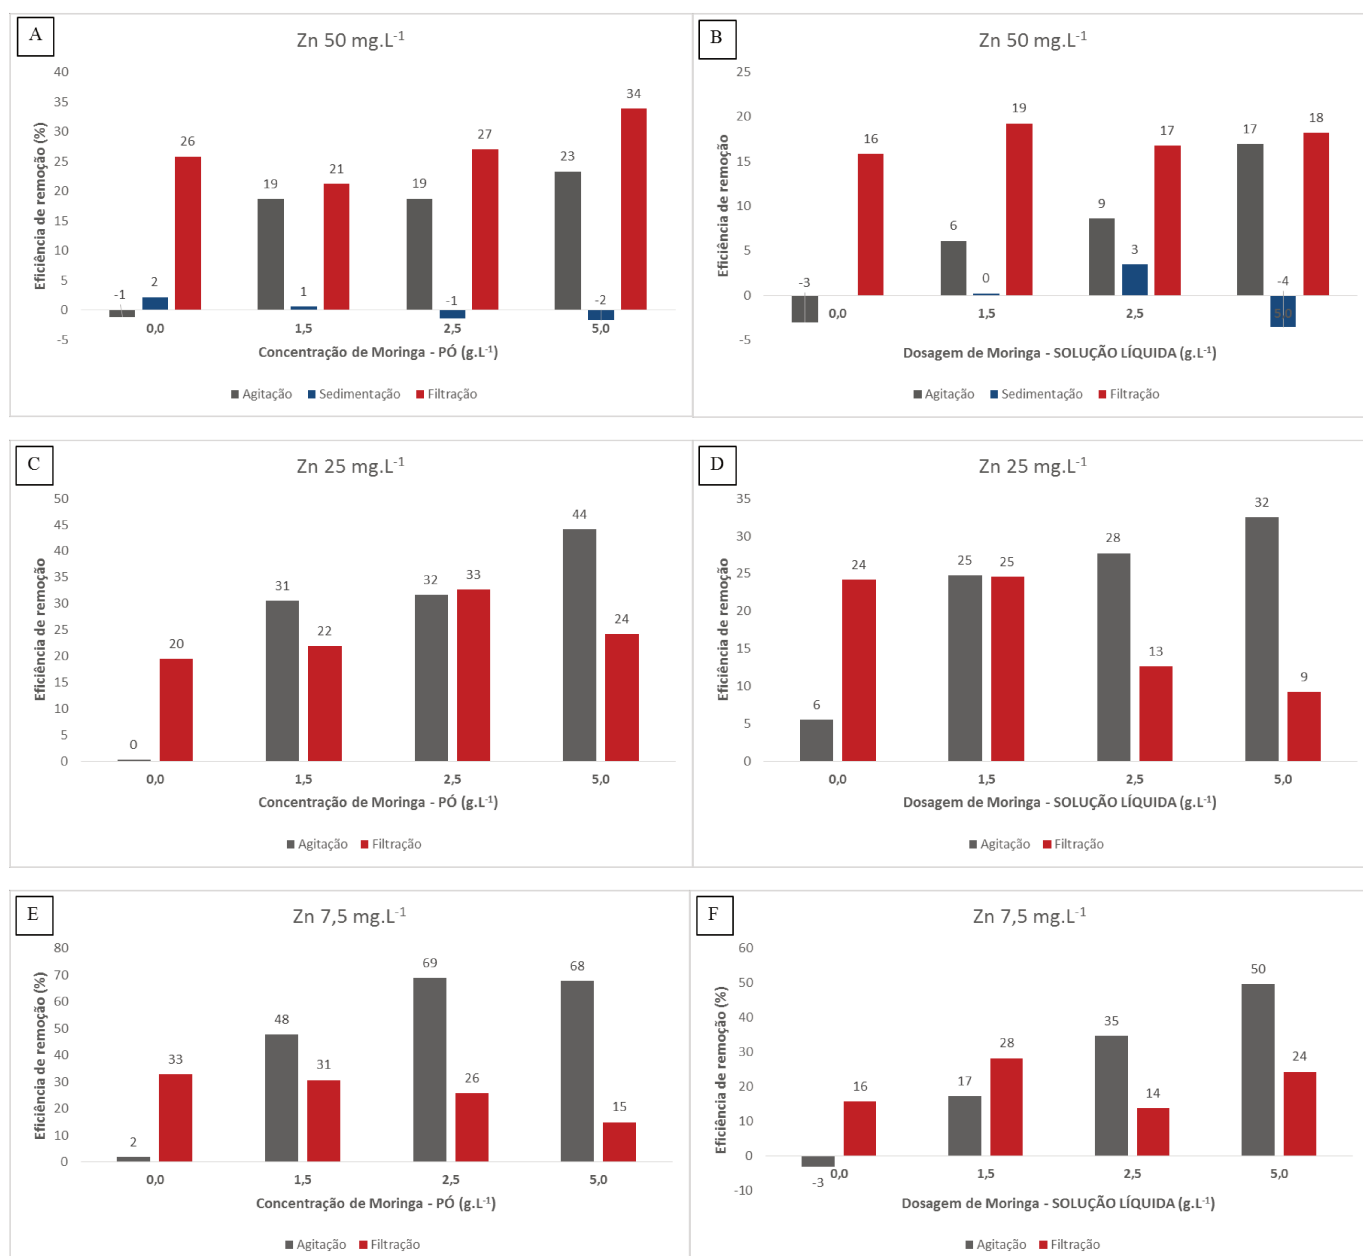 A
Zn 50 mg.L⁻¹
Eficiência de remoção (%)
40
35
30
25
20
15
10
5
0
-5
-1 2 26
19 1 21
19 -1 27
23 -2 34
0,0 1,5 2,5 5,0
Concentração de Moringa - PÓ (g.L⁻¹)
Agitação Sedimentação Filtração
B
Zn 50 mg.L⁻¹
Eficiência de remoção
25
20
15
10
5
0
-5
-3 16
6 0 19
9 3 17
17 -4 18
0,0 1,5 2,5 5,0
Dosagem de Moringa - SOLUÇÃO LÍQUIDA (g.L⁻¹)
Agitação Sedimentação Filtração
C
Zn 25 mg.L⁻¹
Eficiência de remoção
50
45
40
35
30
25
20
15
10
5
0
0 20
31 22
32 33
44 24
0,0 1,5 2,5 5,0
Concentração de Moringa - PÓ (g.L⁻¹)
Agitação Filtração
D
Zn 25 mg.L⁻¹
Eficiência de remoção
35
30
25
20
15
10
5
0
6 24
25 25
28 13
32 9
0,0 1,5 2,5 5,0
Dosagem de Moringa - SOLUÇÃO LÍQUIDA (g.L⁻¹)
Agitação Filtração
E
Zn 7,5 mg.L⁻¹
Eficiência de remoção (%)
80
70
60
50
40
30
20
10
0
2 33
48 31
69 26
68 15
0,0 1,5 2,5 5,0
Concentração de Moringa - PÓ (g.L⁻¹)
Agitação Filtração
F
Zn 7,5 mg.L⁻¹
Eficiência de remoção (%)
60
50
40
30
20
10
0
-10
-3 16
17 28
35 14
50 24
0,0 1,5 2,5 5,0
Dosagem de Moringa - SOLUÇÃO LÍQUIDA (g.L⁻¹)
Agitação Filtração